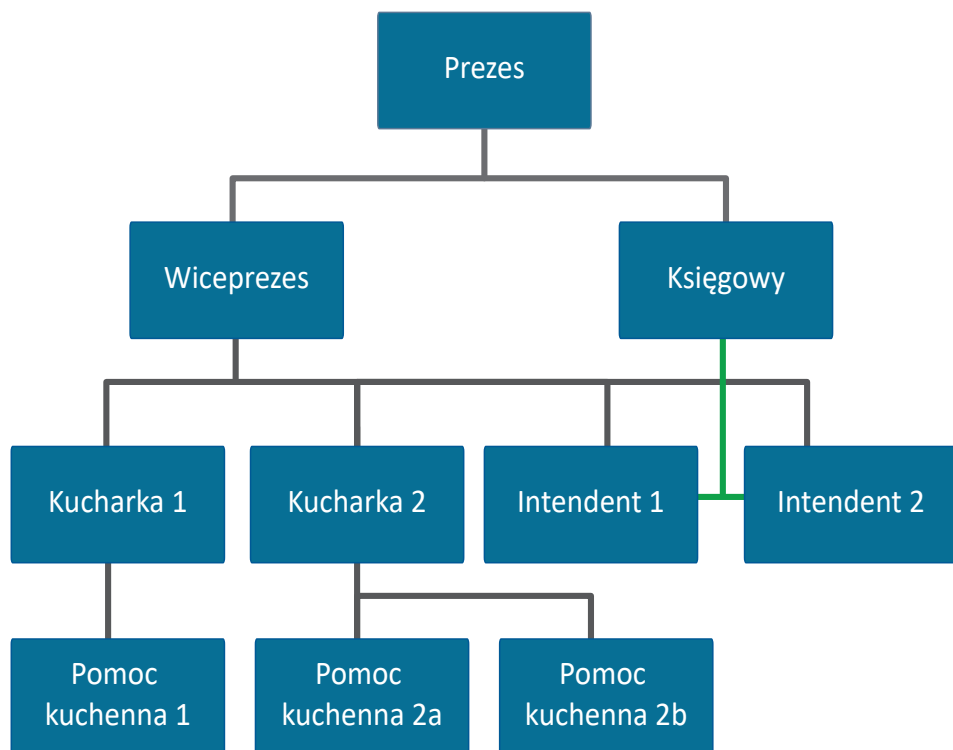 Prezes
Wiceprezes
Księgowy
Kucharka 1
Kucharka 2
Intendent 1
Intendent 2
Pomoc
kuchenna 1
Pomoc
kuchenna 2a
Pomoc
kuchenna 2b